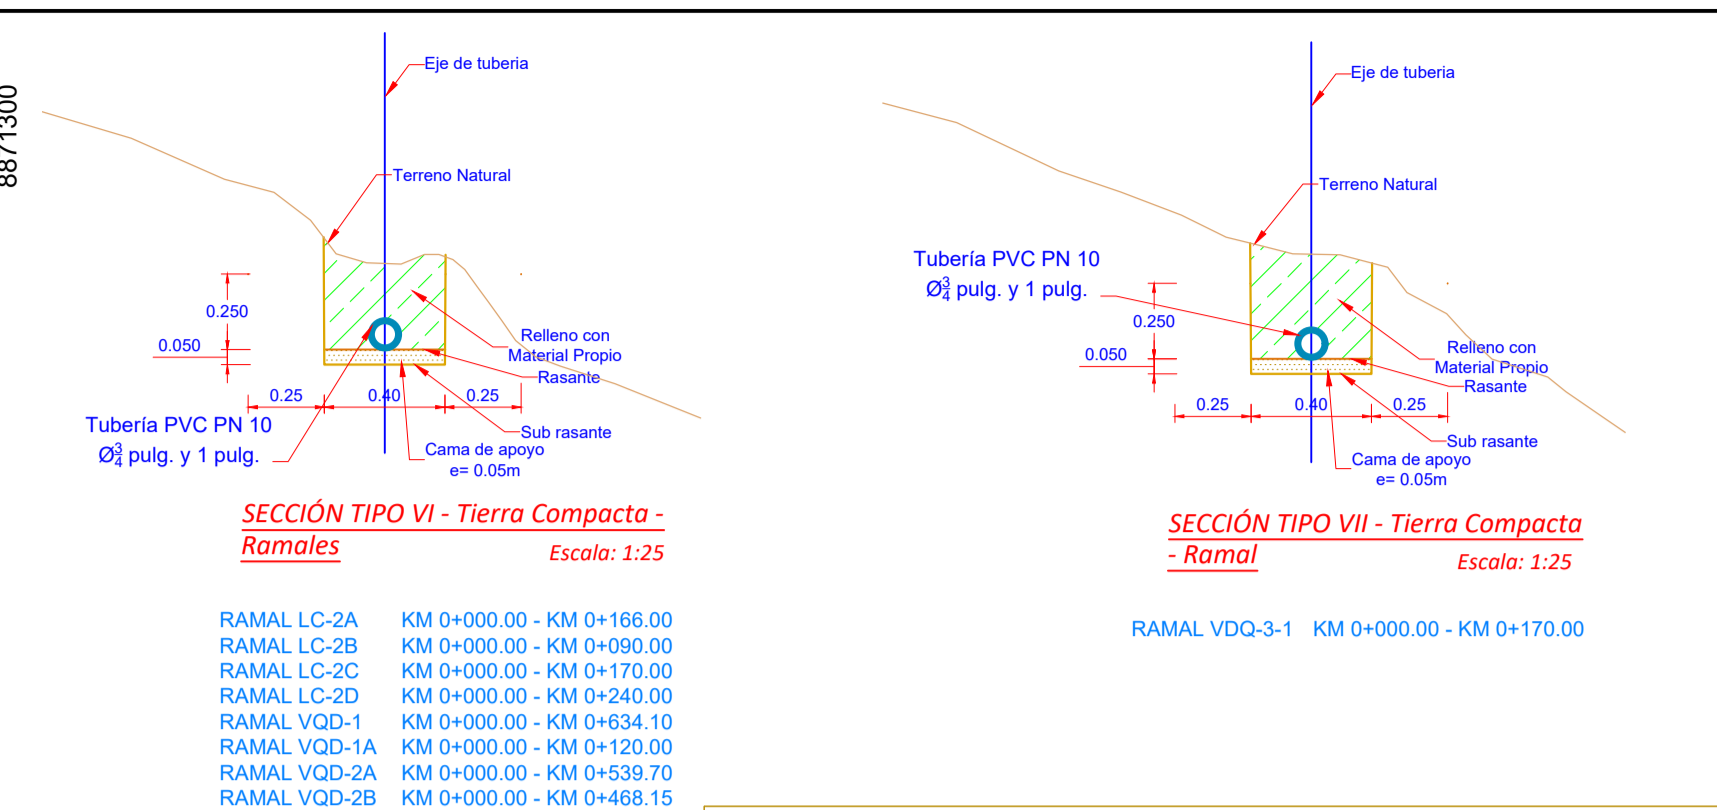 8871300
Eje de tuberia
Terreno Natural
0.250
0.050
Relleno con
Material Propio
Rasante
0.25 0.40 0.25
Tubería PVC PN 10
Ø3/4 pulg. y 1 pulg.
Sub rasante
Cama de apoyo
e= 0.05m
SECCIÓN TIPO VI - Tierra Compacta -
Ramales Escala: 1:25
RAMAL LC-2A KM 0+000.00 - KM 0+166.00
RAMAL LC-2B KM 0+000.00 - KM 0+090.00
RAMAL LC-2C KM 0+000.00 - KM 0+170.00
RAMAL LC-2D KM 0+000.00 - KM 0+240.00
RAMAL VQD-1 KM 0+000.00 - KM 0+634.10
RAMAL VQD-1A KM 0+000.00 - KM 0+120.00
RAMAL VQD-2A KM 0+000.00 - KM 0+539.70
RAMAL VQD-2B KM 0+000.00 - KM 0+468.15
Eje de tuberia
Terreno Natural
Tubería PVC PN 10
Ø3/4 pulg. y 1 pulg.
0.250
0.050
Relleno con
Material Propio
Rasante
0.25 0.40 0.25
Sub rasante
Cama de apoyo
e= 0.05m
SECCIÓN TIPO VII - Tierra Compacta
- Ramal Escala: 1:25
RAMAL VDQ-3-1 KM 0+000.00 - KM 0+170.00